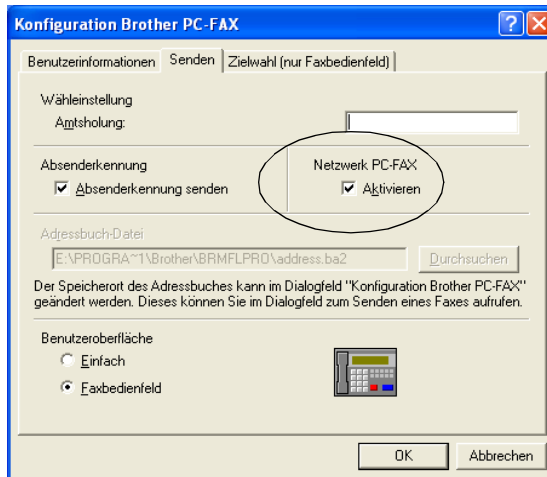 Konfiguration Brother PC-FAX
Benutzerinformationen Senden Zielwahl (nur Faxbedienfeld)
Wähleinstellung
Amtsholung:
Absenderkennung Netzwerk PC-FAX
Absenderkennung senden Aktivieren
Adressbuch-Datei
E:\PROGRA~1\Brother\BRMFLPRO\address.ba2 Durchsuchen
Der Speicherort des Adressbuches kann im Dialogfeld "Konfiguration Brother PC-FAX"
geändert werden. Dieses können Sie im Dialogfeld zum Senden eines Faxes aufrufen.
Benutzeroberfläche
Einfach
Faxbedienfeld
OK Abbrechen